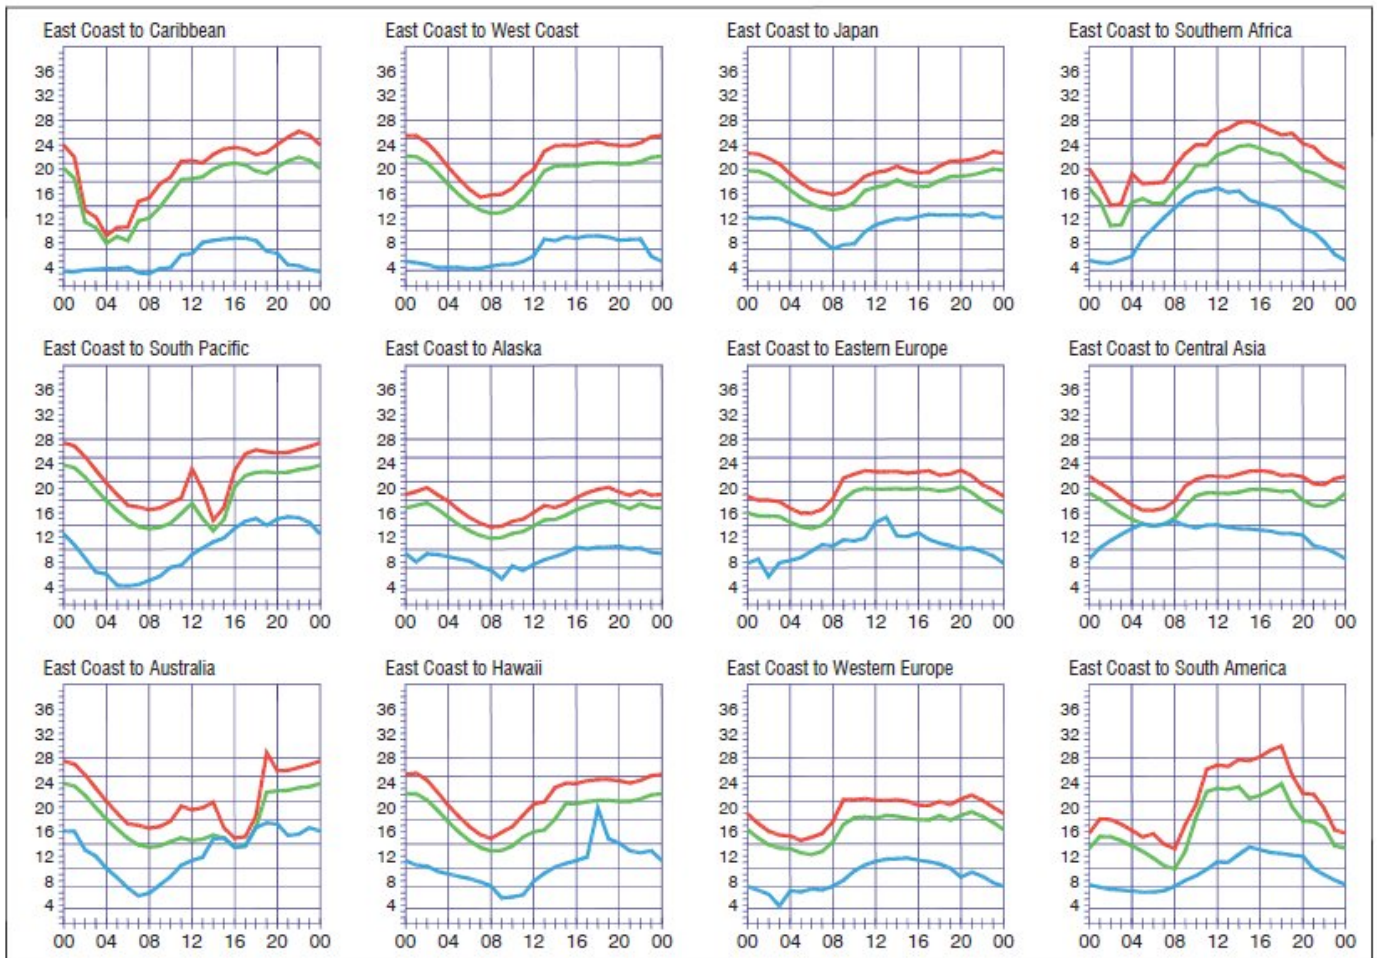 East Coast to Caribbean East Coast to West Coast East Coast to Japan East Coast to Southern Africa
36 36 36 36
32 32 32 32
28 28 28 28
24 24 24 24
20 20 20 20
16 16 16 16
12 12 12 12
8 8 8 8
4 4 4 4
00 04 08 12 16 20 00 00 04 08 12 16 20 00 00 04 08 12 16 20 00 00 04 08 12 16 20 00
East Coast to South Pacific East Coast to Alaska East Coast to Eastern Europe East Coast to Central Asia
36 36 36 36
32 32 32 32
28 28 28 28
24 24 24 24
20 20 20 20
16 16 16 16
12 12 12 12
8 8 8 8
4 4 4 4
00 04 08 12 16 20 00 00 04 08 12 16 20 00 00 04 08 12 16 20 00 00 04 08 12 16 20 00
East Coast to Australia East Coast to Hawaii East Coast to Western Europe East Coast to South America
36 36 36 36
32 32 32 32
28 28 28 28
24 24 24 24
20 20 20 20
16 16 16 16
12 12 12 12
8 8 8 8
4 4 4 4
00 04 08 12 16 20 00 00 04 08 12 16 20 00 00 04 08 12 16 20 00 00 04 08 12 16 20 00